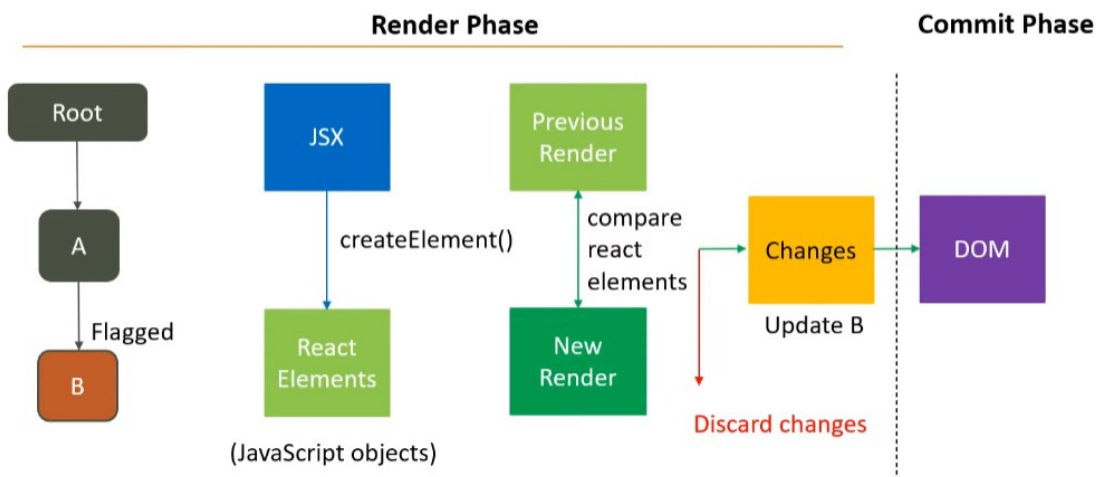 Render Phase
Commit Phase
Root
A
Flagged
B
JSX
createElement()
React
Elements
(JavaScript objects)
Previous
Render
compare
react
elements
New
Render
Changes
Update B
Discard changes
DOM